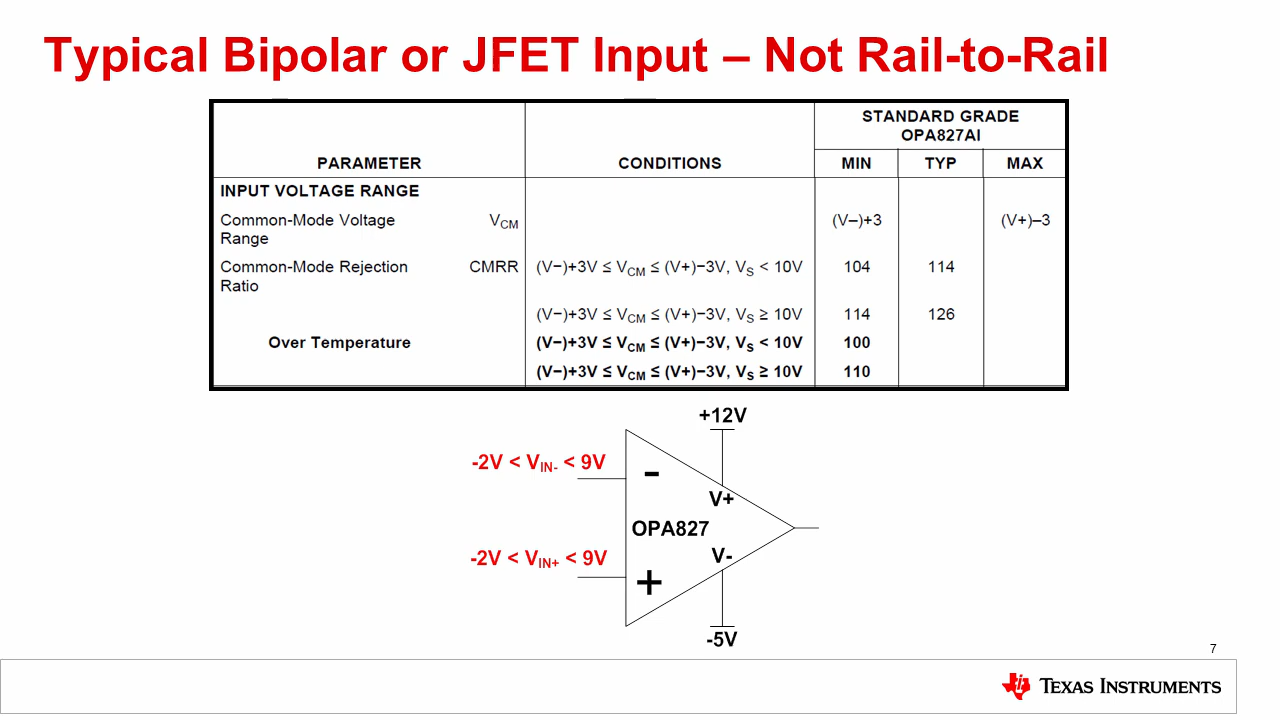 Typical Bipolar or JFET Input – Not Rail-to-Rail
STANDARD GRADE
OPA827AI
PARAMETER CONDITIONS MIN TYP MAX
INPUT VOLTAGE RANGE
Common-Mode Voltage VCM (V–)+3 (V+)–3
Range
Common-Mode Rejection CMRR (V−)+3V ≤ VCM ≤ (V+)−3V, VS < 10V 104 114
Ratio
(V−)+3V ≤ VCM ≤ (V+)−3V, VS ≥ 10V 114 126
Over Temperature (V−)+3V ≤ VCM ≤ (V+)−3V, VS < 10V 100
(V−)+3V ≤ VCM ≤ (V+)−3V, VS ≥ 10V 110
+12V
-2V < VIN- < 9V
-
V+
OPA827
V-
-2V < VIN+ < 9V
+
-5V
7
TEXAS INSTRUMENTS